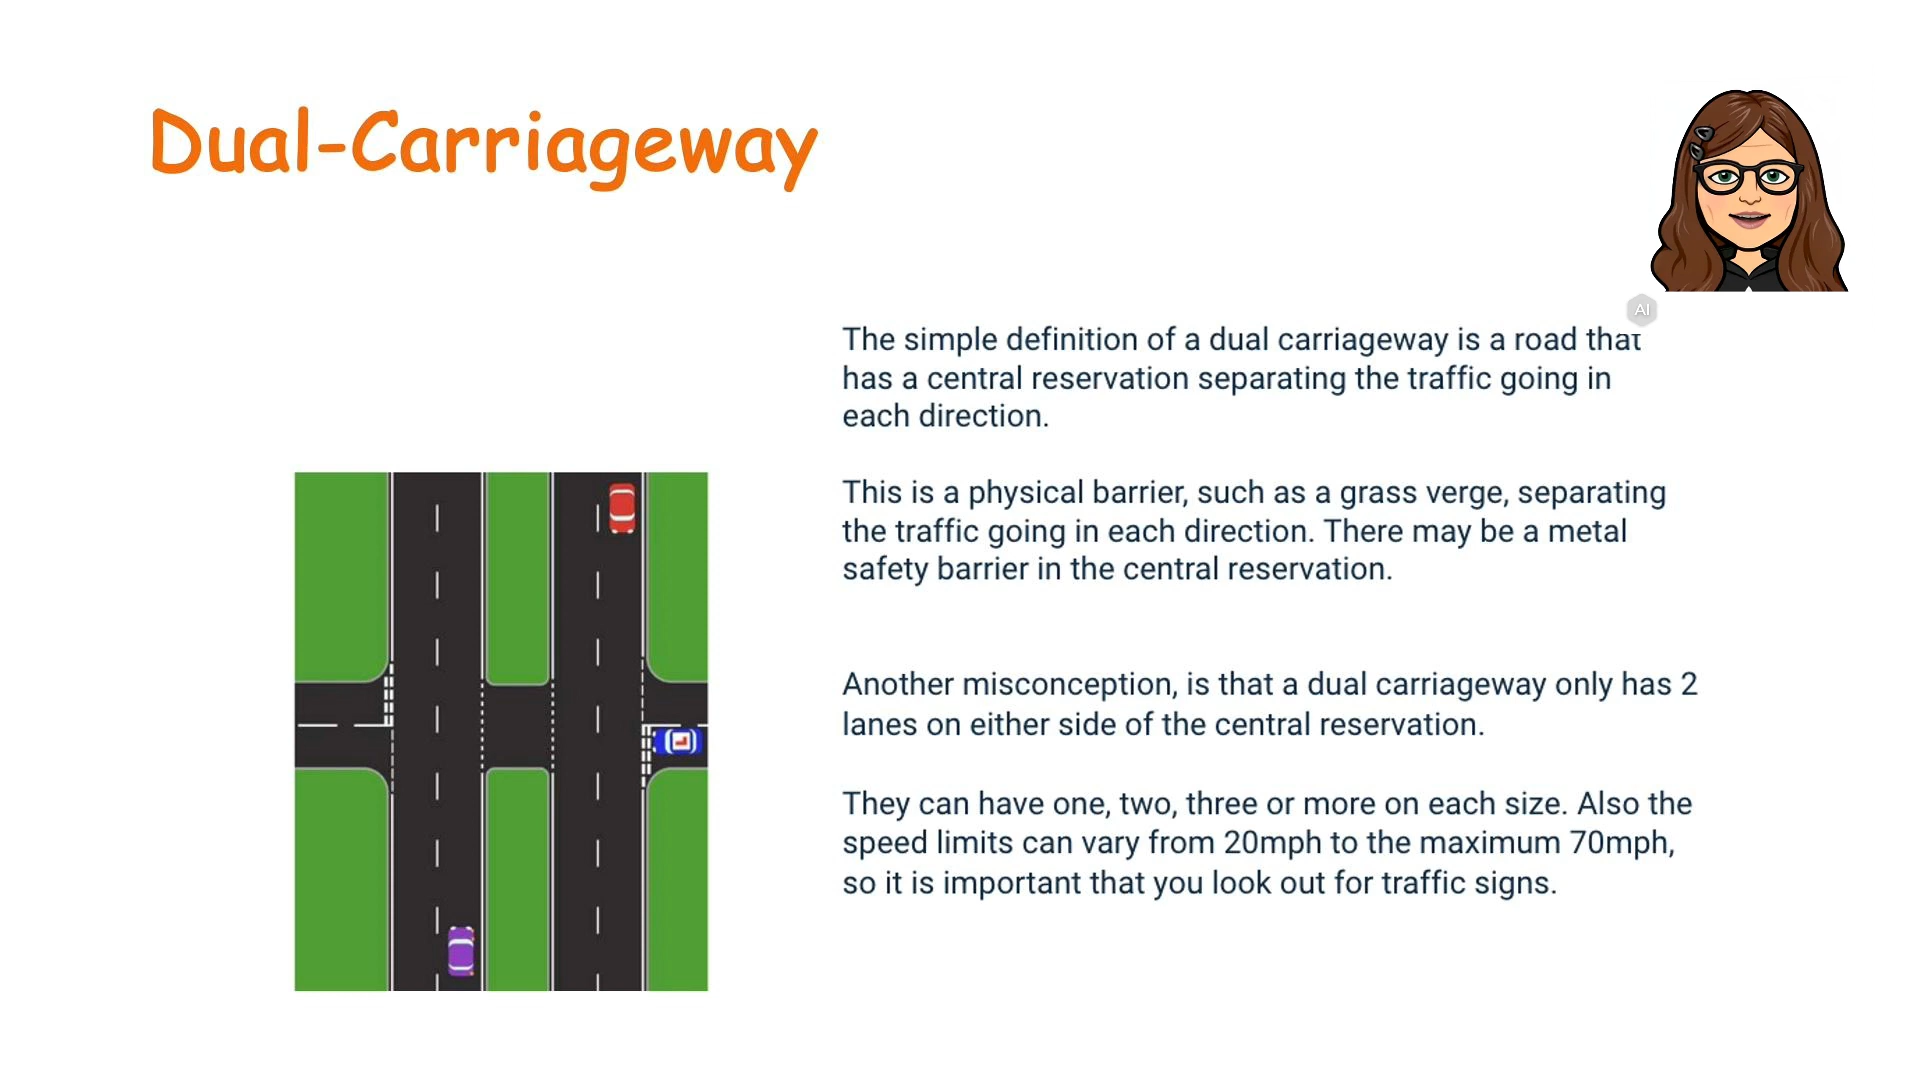 Dual-Carriageway
AI
The simple definition of a dual carriageway is a road that
has a central reservation separating the traffic going in
each direction.
This is a physical barrier, such as a grass verge, separating
the traffic going in each direction. There may be a metal
safety barrier in the central reservation.
Another misconception, is that a dual carriageway only has 2
lanes on either side of the central reservation.
They can have one, two, three or more on each size. Also the
speed limits can vary from 20mph to the maximum 70mph,
so it is important that you look out for traffic signs.
L